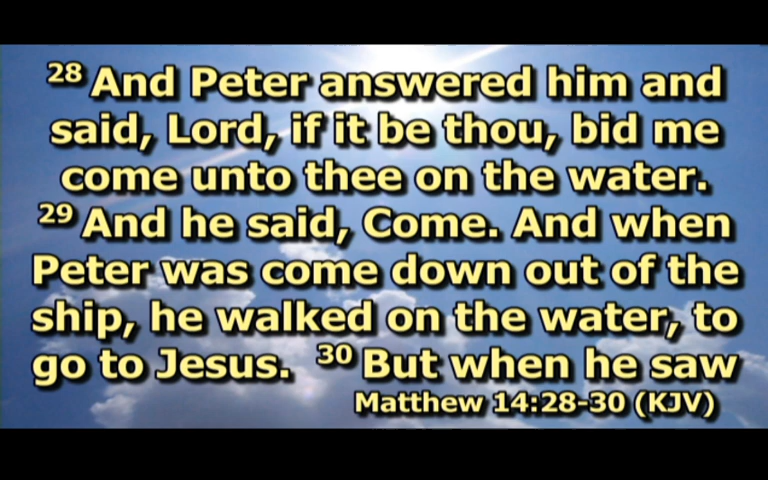 28 And Peter answered him and
said, Lord, if it be thou, bid me
come unto thee on the water.
29 And he said, Come. And when
Peter was come down out of the
ship, he walked on the water, to
go to Jesus. 30 But when he saw
Matthew 14:28-30 (KJV)